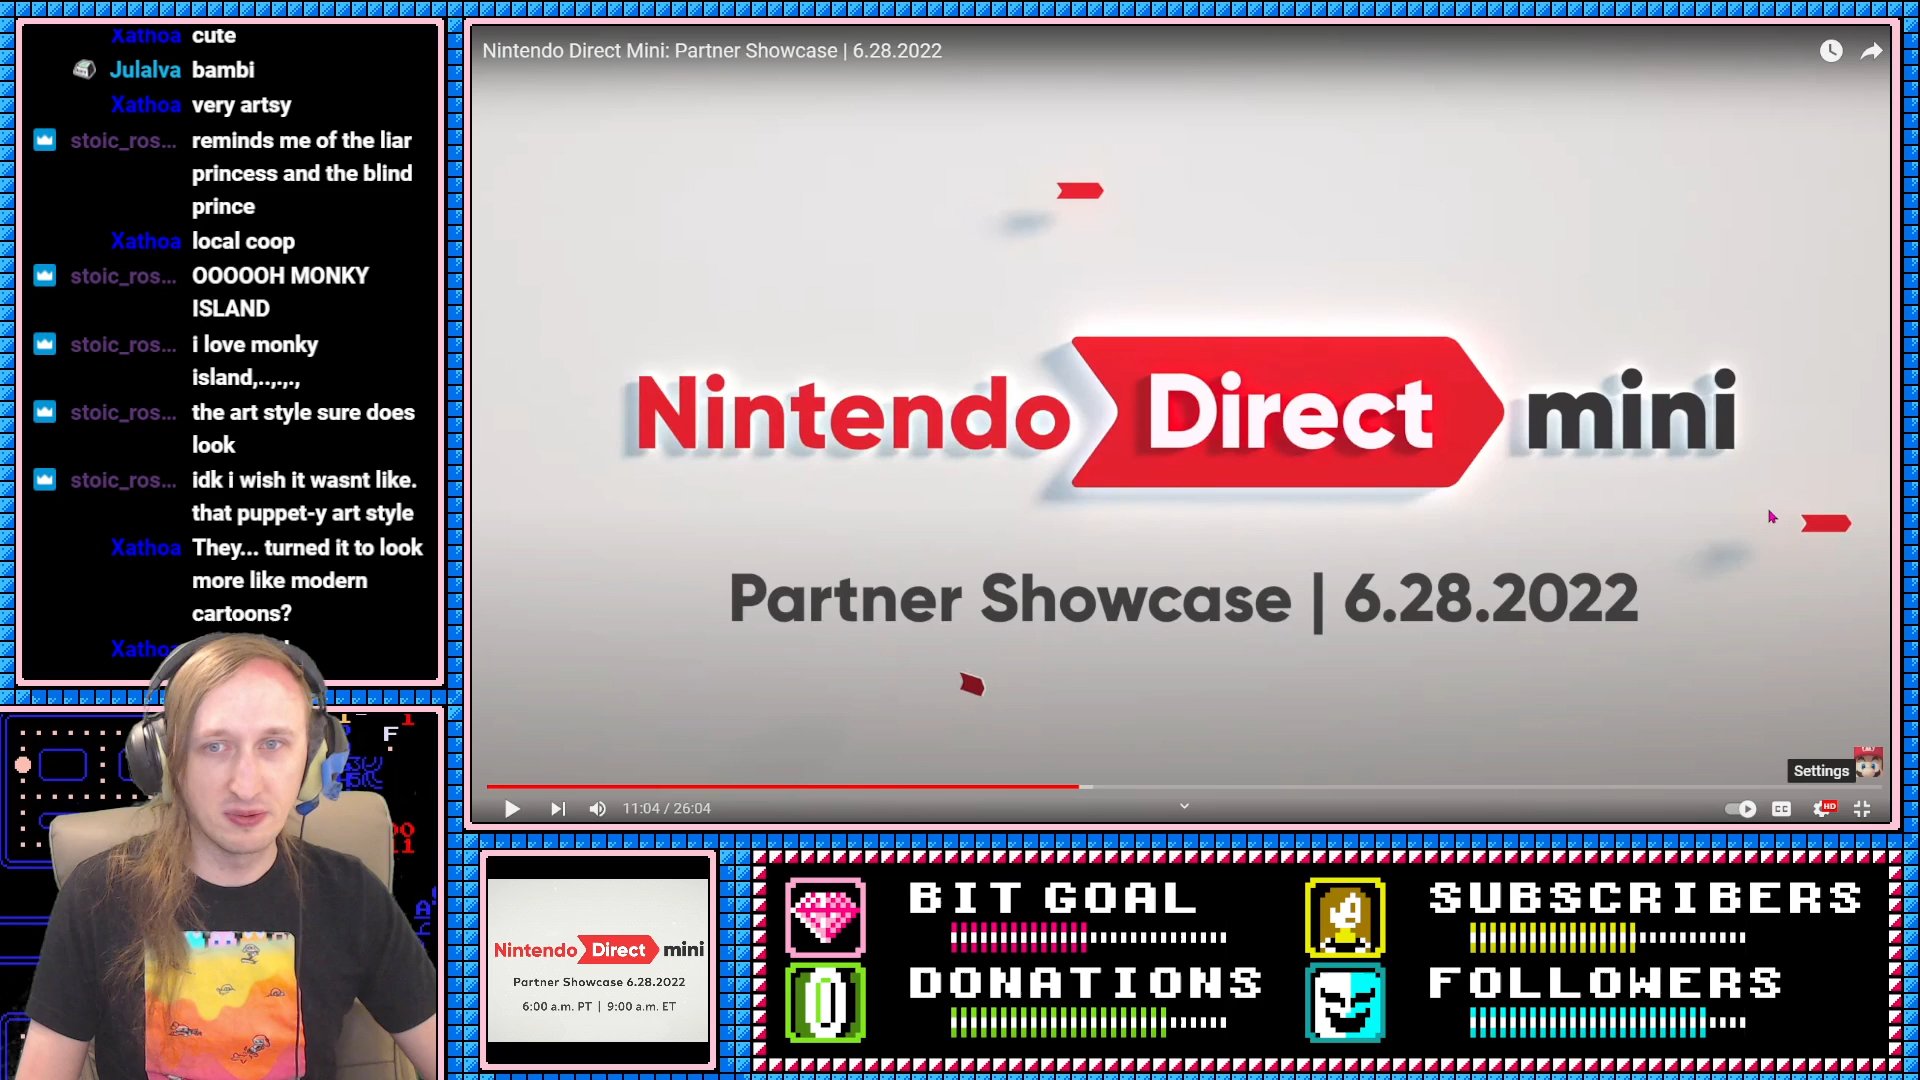 Xathoa cute
Julalva bambi
Xathoa very artsy
stoic_ros... reminds me of the liar
princess and the blind
prince
Xathoa local coop
stoic_ros... OOOOOH MONKY
ISLAND
stoic_ros... i love monky
island,..,.,.,
stoic_ros... the art style sure does
look
stoic_ros... idk i wish it wasnt like.
that puppet-y art style
Xathoa They... turned it to look
more like modern
cartoons?
Nintendo Direct Mini: Partner Showcase | 6.28.2022
Nintendo Direct mini
Partner Showcase | 6.28.2022
Settings
11:04 / 26:04
CC
HD
F
Nintendo Direct mini
Partner Showcase 6.28.2022
6:00 a.m. PT | 9:00 a.m. ET
BIT GOAL
DONATIONS
SUBSCRIBERS
FOLLOWERS